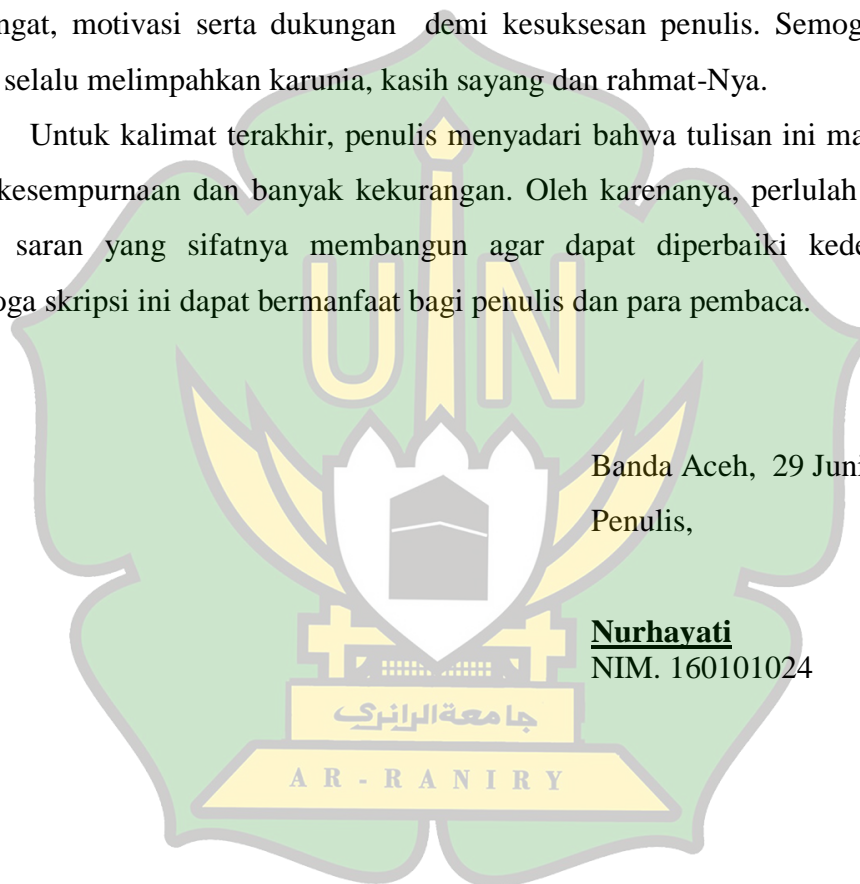 ngat, motivasi serta dukungan demi kesuksesan penulis. Semog
selalu melimpahkan karunia, kasih sayang dan rahmat-Nya.
Untuk kalimat terakhir, penulis menyadari bahwa tulisan ini ma
kesempurnaan dan banyak kekurangan. Oleh karenanya, perlulah
saran yang sifatnya membangun agar dapat diperbaiki kede
oga skripsi ini dapat bermanfaat bagi penulis dan para pembaca.
UIN
Banda Aceh, 29 Juni
Penulis,
Nurhayati
NIM. 160101024
جامعة الرانري
AR-RANIRY